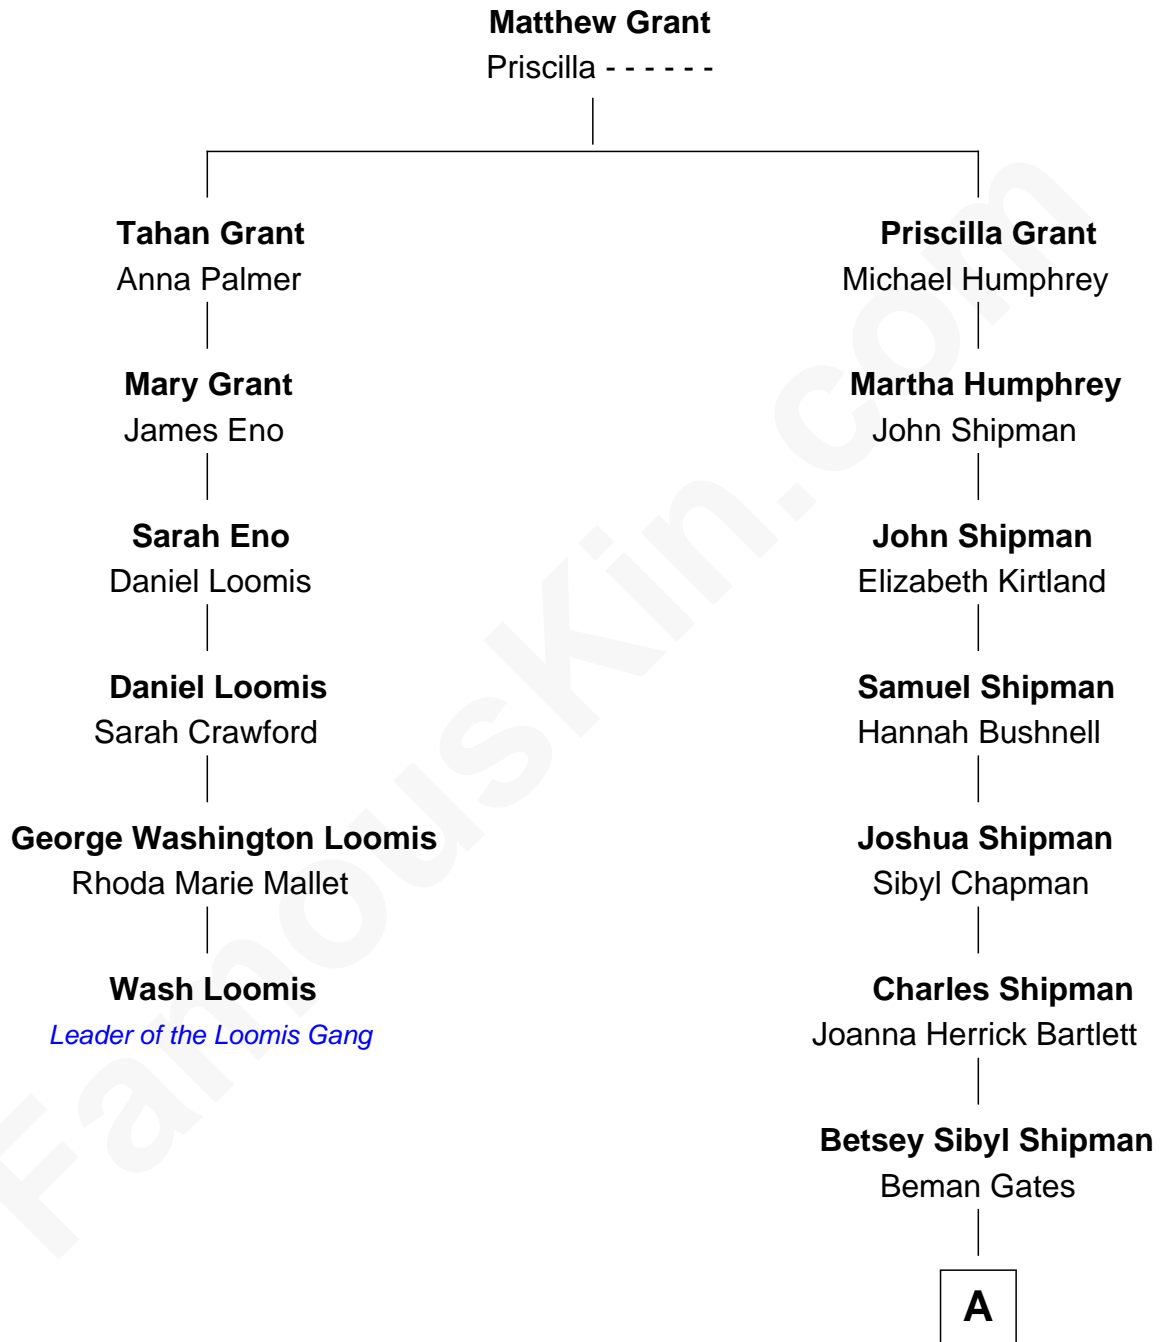 Matthew Grant
Priscilla - - - - - -
Tahan Grant
Anna Palmer
Priscilla Grant
Michael Humphrey
Mary Grant
James Eno
Martha Humphrey
John Shipman
Sarah Eno
Daniel Loomis
John Shipman
Elizabeth Kirtland
Daniel Loomis
Sarah Crawford
Samuel Shipman
Hannah Bushnell
George Washington Loomis
Rhoda Marie Mallet
Joshua Shipman
Sibyl Chapman
Wash Loomis
Leader of the Loomis Gang
Charles Shipman
Joanna Herrick Bartlett
Betsey Sibyl Shipman
Beman Gates
A
FamousKin.com